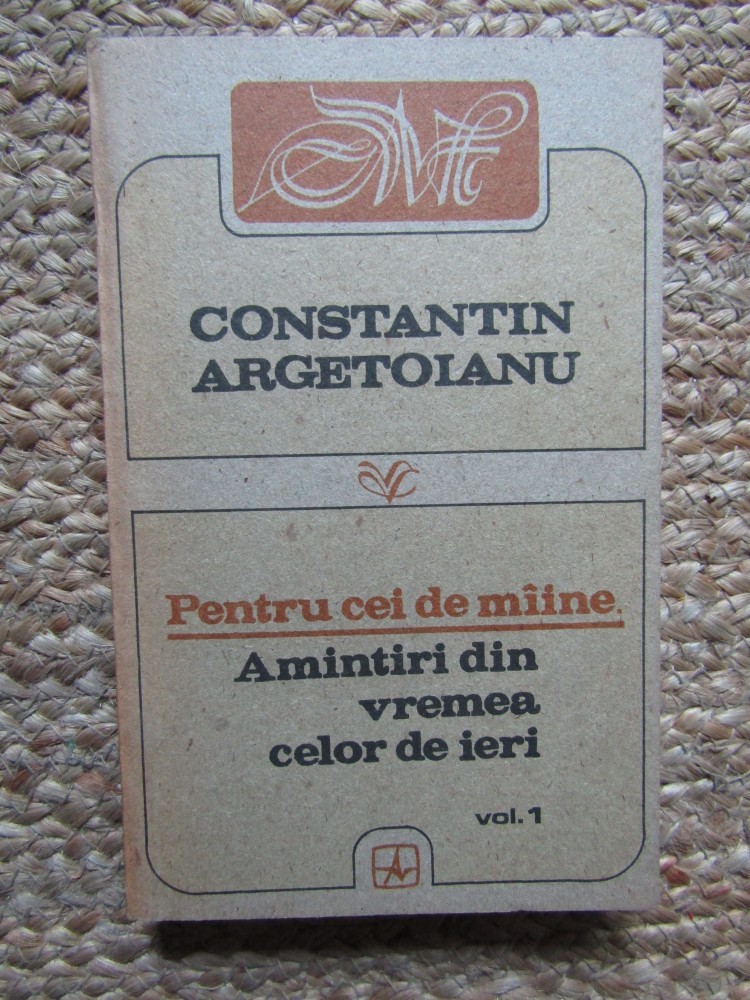 CONSTANTIN
ARGETOIANU
Pentru cei de mîine.
Amintiri din
vremea
celor de ieri
vol. 1